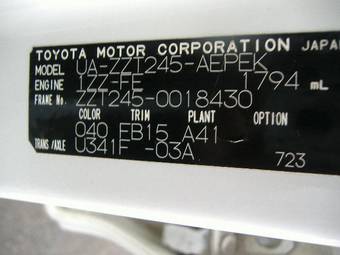 TOYOTA MOTOR CORPORATION JAPAN
MODEL UA-ZZT245-AEPEK
ENGINE 1ZZ-FE 1794 mL
FRAME No. ZZT245-0018430
COLOR TRIM PLANT OPTION
040 FB15 A41
TRANS/AXLE U341F -03A
723